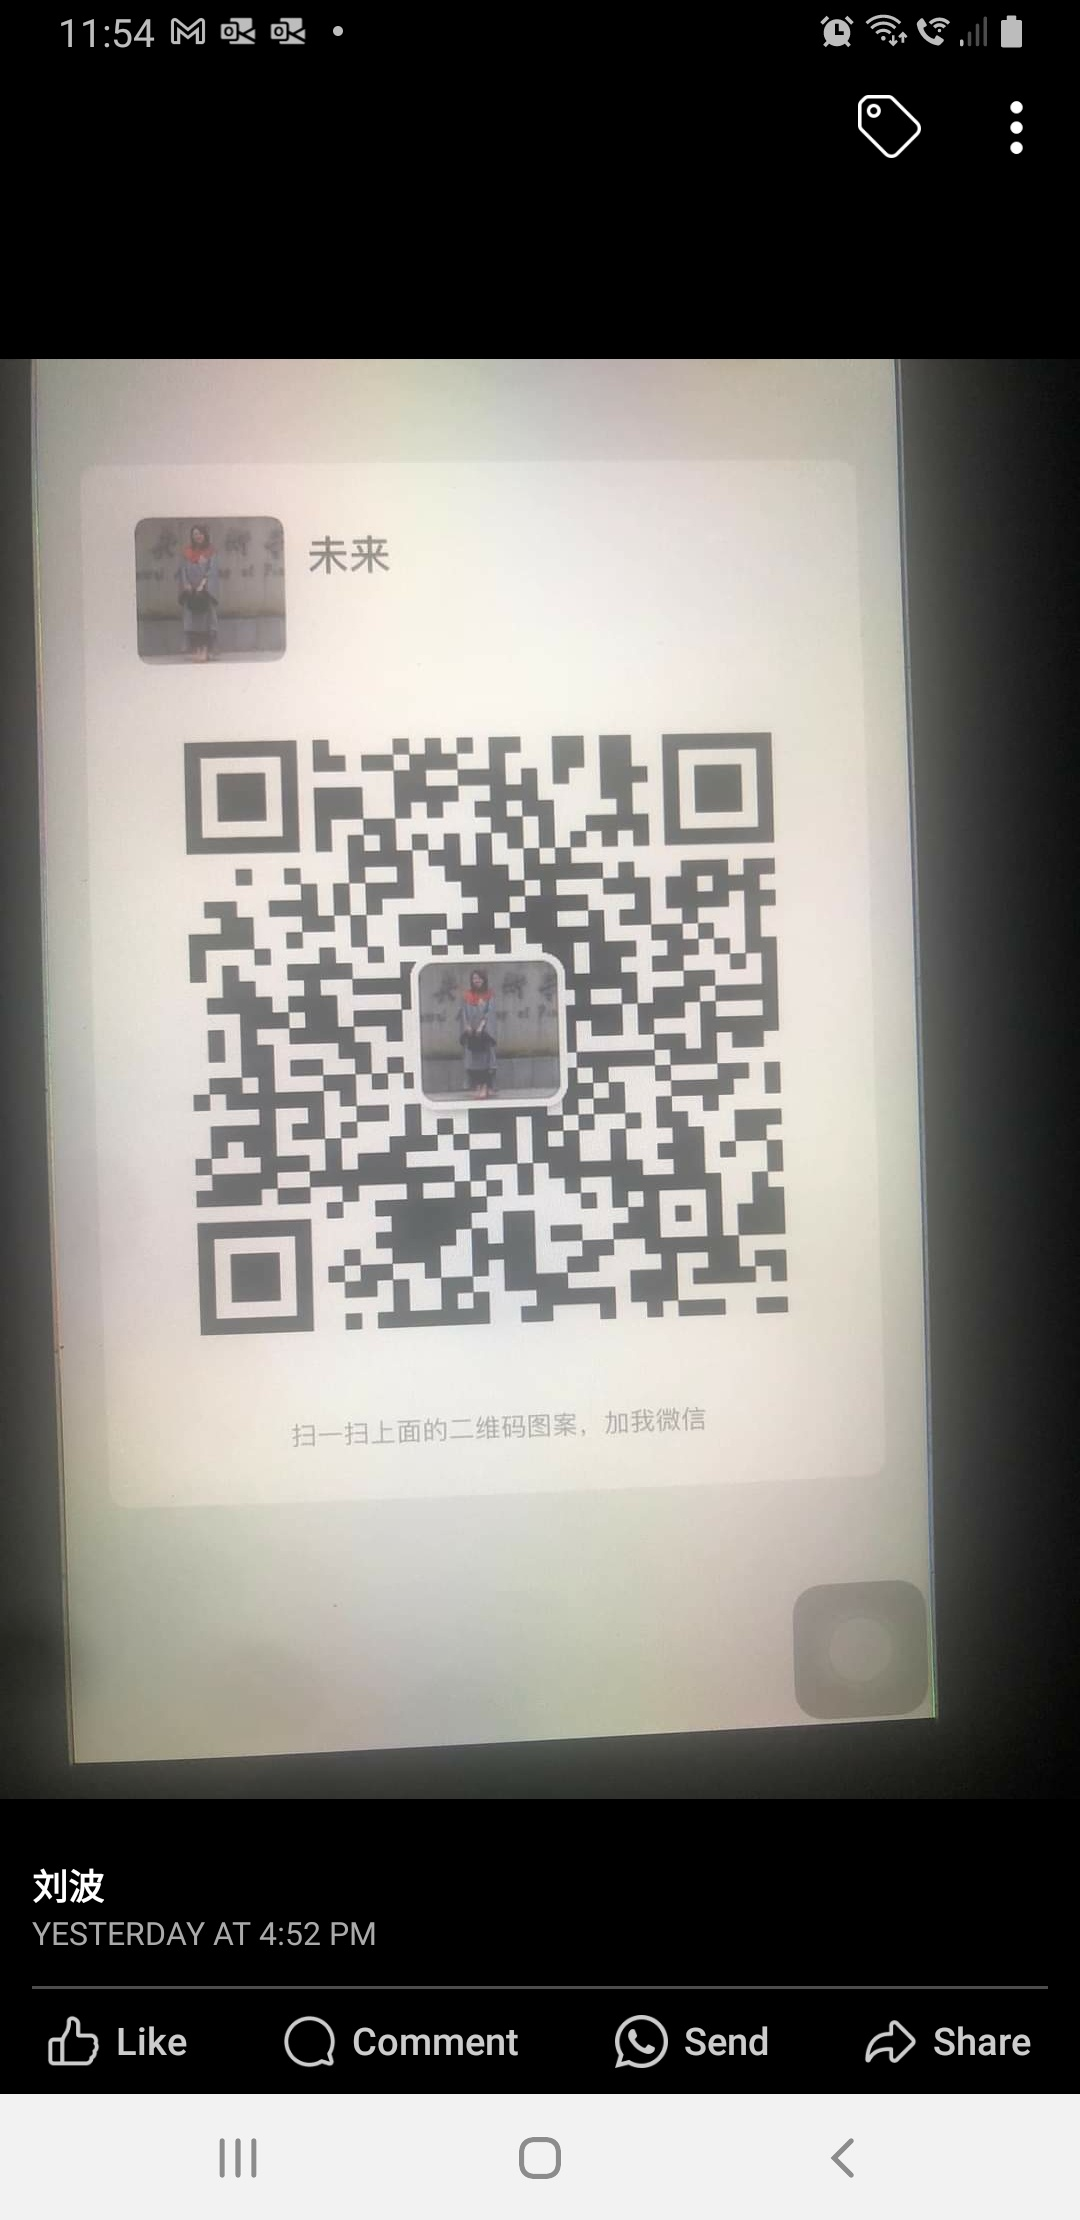 11:54
未来
扫一扫上面的二维码图案，加我微信
刘波
YESTERDAY AT 4:52 PM
Like
Comment
Send
Share